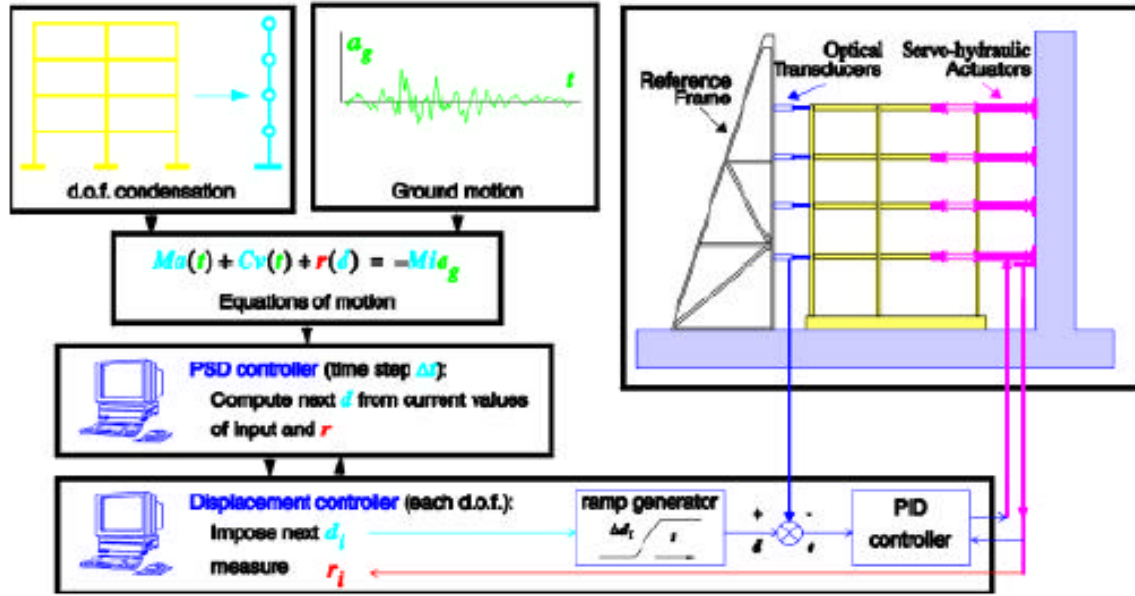 d.o.f. condensation
a_g
t
Ground motion
Ma(t) + Cv(t) + r(d) = –Mia_g
Equations of motion
PSD controller (time step Δt):
Compute next d from current values
of input and r
Displacement controller (each d.o.f.):
Impose next d_i
measure r_i
ramp generator
Δd_i
t
+
-
d
e
PID
controller
Reference
Frame
Optical
Transducers
Servo-hydraulic
Actuators